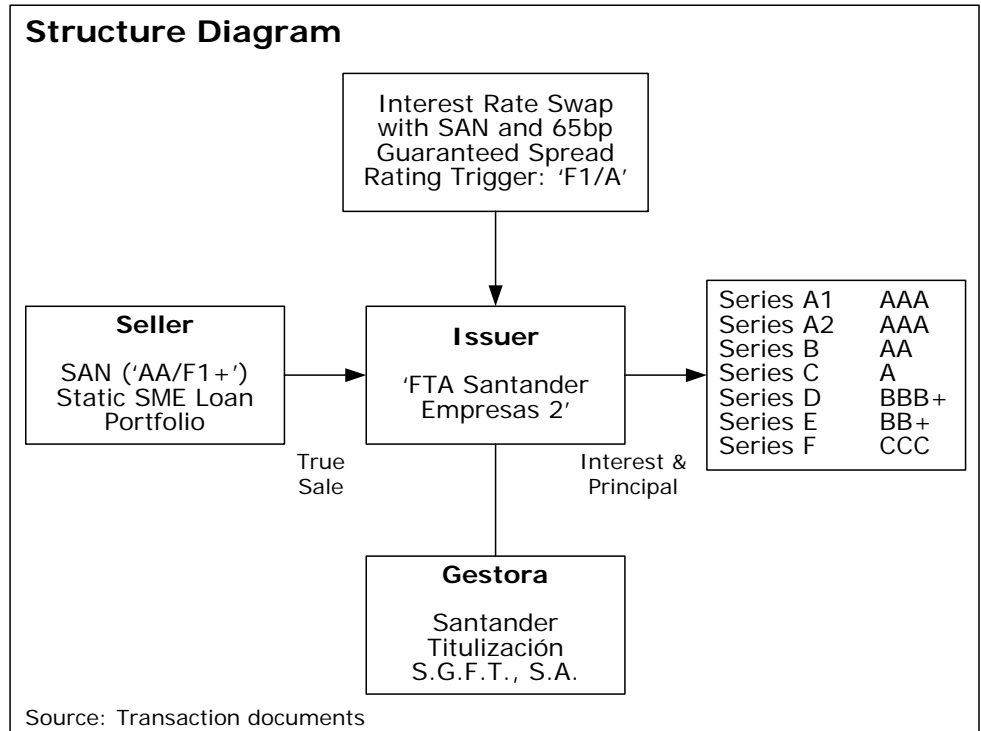 Structure Diagram
Interest Rate Swap
with SAN and 65bp
Guaranteed Spread
Rating Trigger: ‘F1/A’
Seller
SAN (‘AA/F1+’)
Static SME Loan
Portfolio
True
Sale
Issuer
‘FTA Santander
Empresas 2’
Interest &
Principal
Series A1 AAA
Series A2 AAA
Series B AA
Series C A
Series D BBB+
Series E BB+
Series F CCC
Gestora
Santander
Titulización
S.G.F.T., S.A.
Source: Transaction documents